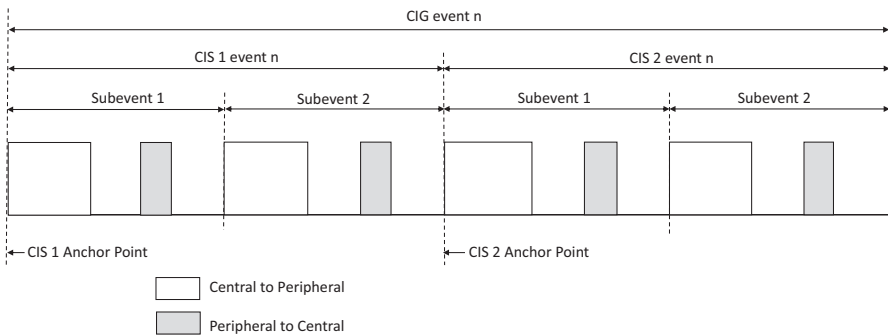 CIG event n
CIS 1 event n
CIS 2 event n
Subevent 1
Subevent 2
Subevent 1
Subevent 2
CIS 1 Anchor Point
CIS 2 Anchor Point
Central to Peripheral
Peripheral to Central